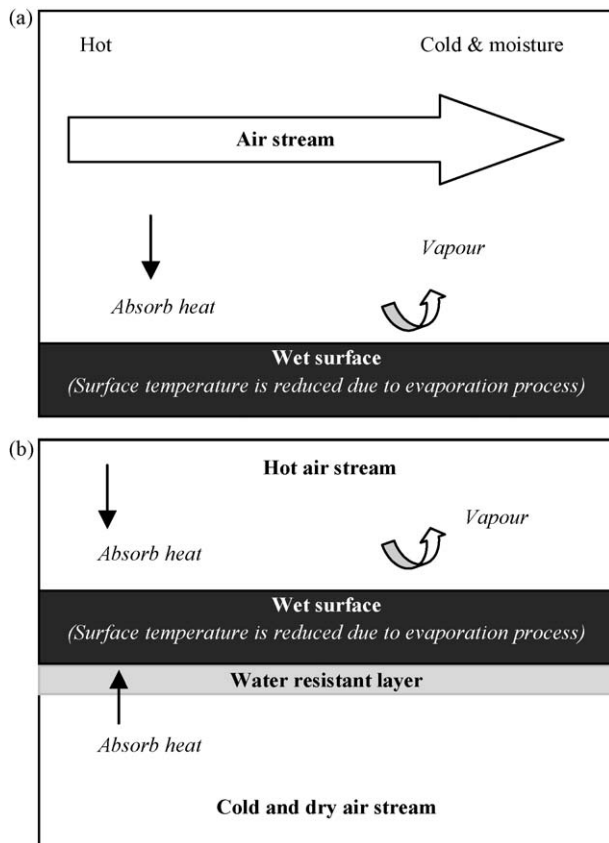 (a)
Hot
Cold & moisture
Air stream
Vapour
Absorb heat
Wet surface
(Surface temperature is reduced due to evaporation process)
(b)
Hot air stream
Vapour
Absorb heat
Wet surface
(Surface temperature is reduced due to evaporation process)
Water resistant layer
Absorb heat
Cold and dry air stream